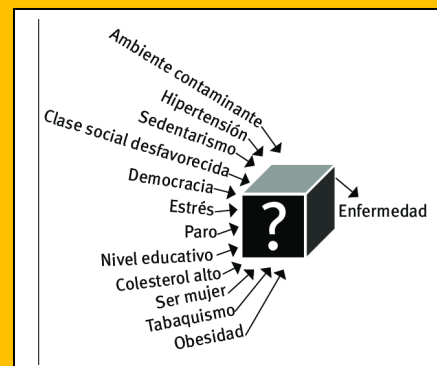 Ambiente contaminante
Hipertensión
Sedentarismo
Clase social desfavorecida
Democracia
Estrés
Paro
Nivel educativo
Colesterol alto
Ser mujer
Tabaquismo
Obesidad
?
Enfermedad